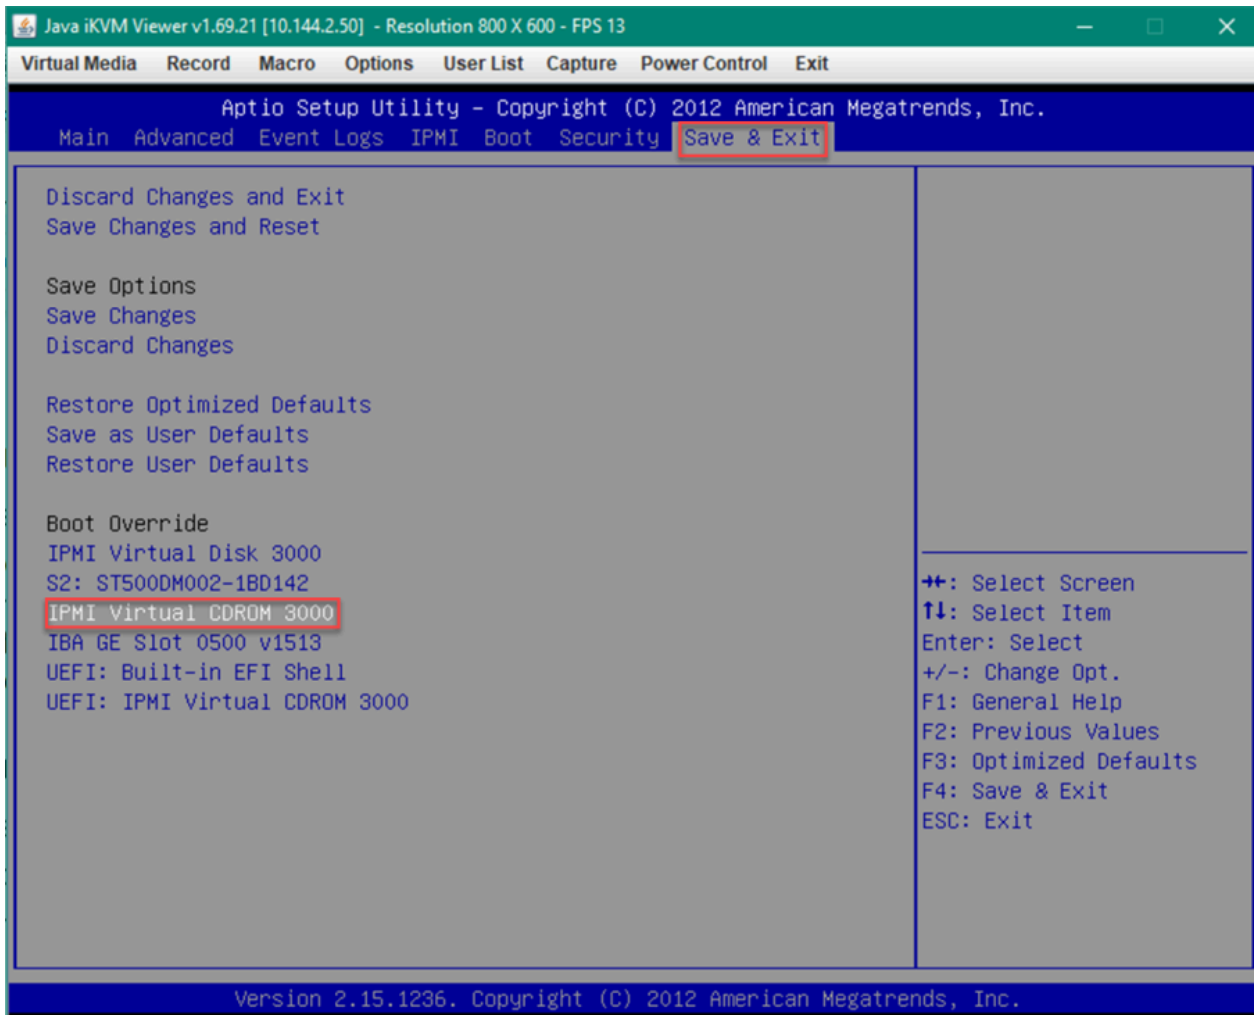 Java iKVM Viewer v1.69.21 [10.144.2.50] - Resolution 800 X 600 - FPS 13
Virtual Media Record Macro Options User List Capture Power Control Exit
Aptio Setup Utility – Copyright (C) 2012 American Megatrends, Inc.
Main Advanced Event Logs IPMI Boot Security Save & Exit
Discard Changes and Exit
Save Changes and Reset
Save Options
Save Changes
Discard Changes
Restore Optimized Defaults
Save as User Defaults
Restore User Defaults
Boot Override
IPMI Virtual Disk 3000
S2: ST500DM002-1BD142
IPMI Virtual CDROM 3000
IBA GE Slot 0500 v1513
UEFI: Built-in EFI Shell
UEFI: IPMI Virtual CDROM 3000
→←: Select Screen
↑↓: Select Item
Enter: Select
+/-: Change Opt.
F1: General Help
F2: Previous Values
F3: Optimized Defaults
F4: Save & Exit
ESC: Exit
Version 2.15.1236. Copyright (C) 2012 American Megatrends, Inc.